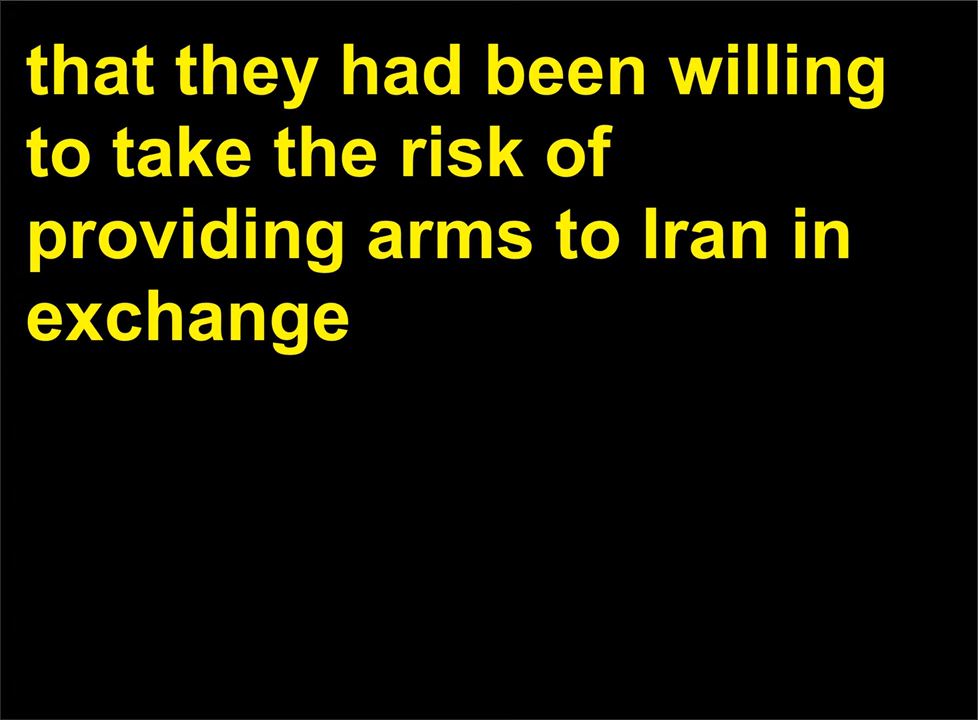 that they had been willing
to take the risk of
providing arms to Iran in
exchange